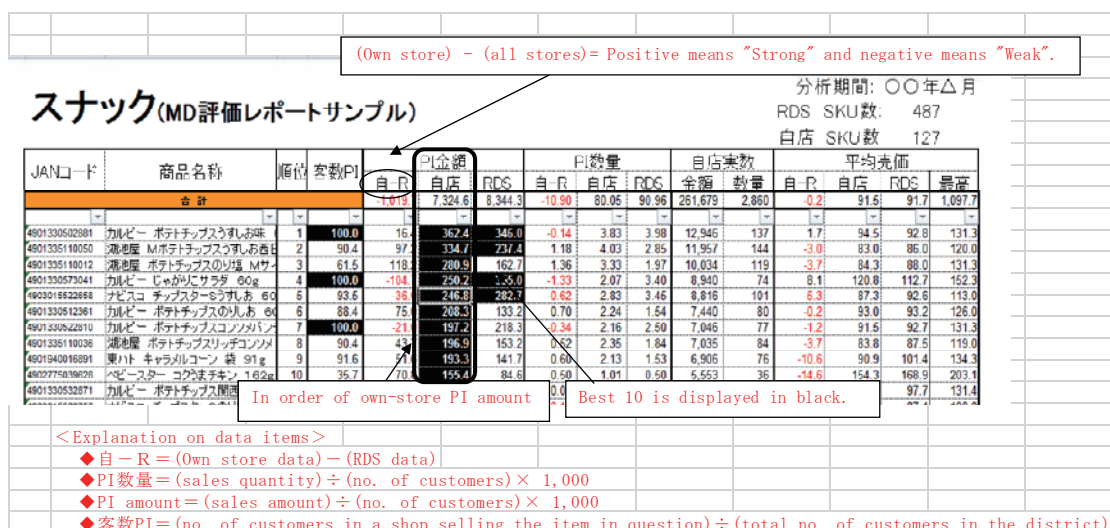 (Own store) - (all stores)= Positive means "Strong" and negative means "Weak".
分析期間: 〇〇年△月
スナック(MD評価レポートサンプル)
RDS SKU数: 487
自店 SKU数 127
JANコード 商品名称 順位 客数PI PI金額 PI数量 自店実数 平均売価
自-R 自店 RDS 自-R 自店 RDS 金額 数量 自-R 自店 RDS 最高
合計 -1,019. 7,324.6 8,344.3 -10.90 80.05 90.96 261,679 2,860 -0.2 91.5 91.7 1,097.7
4901330502881 カルビー ポテトチップスうすしお味 1 100.0 16. 362.4 346.0 -0.14 3.83 3.98 12,946 137 1.7 94.5 92.8 131.3
4901335110050 湖池屋 Mポテトチップスうすしお 2 90.4 97. 334.7 237.4 1.18 4.03 2.85 11,957 144 -3.0 83.0 86.0 120.0
4901335110012 湖池屋 ポテトチップスのり塩 Mサ 3 61.5 118. 280.9 162.7 1.36 3.33 1.97 10,034 119 -3.7 84.3 88.0 131.3
4901330573041 カルビー じゃがりこサラダ 60g 4 100.0 -104. 250.2 2.07 3.40 -1.33 8,940 74 8.1 120.8 112.7 152.3
4903015522658 ナビスコ チップスターSうすしお 60 5 93.5 -36. 246.8 282.7 0.62 2.83 3.45 8,816 101 5.3 87.3 92.6 113.0
4901330512361 カルビー ポテトチップスのりしお 60 6 88.4 75. 208.3 133.2 0.70 2.24 1.54 7,440 80 -0.2 93.0 93.2 126.0
4901330522810 カルビー ポテトチップスコンソメパン 7 100.0 -21. 197.2 218.3 -0.34 2.16 2.50 7,046 77 -1.2 91.5 92.7 131.3
4901335110036 湖池屋 ポテトチップスリッチコンソメ 8 90.4 43. 196.9 153.2 0.52 2.35 1.84 7,035 84 -3.7 83.8 87.5 119.0
4901940016891 東ハト キャラメルコーン 袋 91g 9 91.6 193.3 141.7 0.60 2.13 1.53 6,906 76 -10.6 90.9 101.4 134.3
4902775039628 ベビースター コクうまチキン 162g 10 35.7 70. 155.4 84.6 0.50 1.01 0.50 5,553 36 -14.6 154.3 168.9 203.1
4901330532871 カルビー ポテトチップス関西 97.7 131.4
In order of own-store PI amount
Best 10 is displayed in black.
<Explanation on data items>
◆自-R=(Own store data)-(RDS data)
◆PI数量=(sales quantity)÷(no. of customers)× 1,000
◆PI amount=(sales amount)÷(no. of customers)× 1,000
◆客数PI=(no. of customers in a shop selling the item in question)÷(total no. of customers in the district)